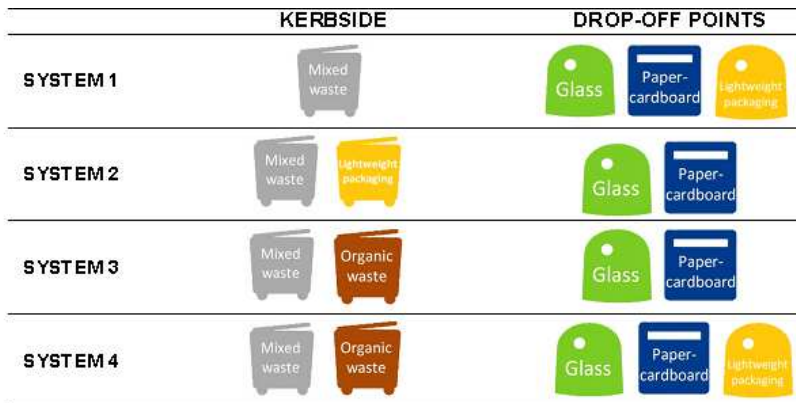 KERBSIDE DROP-OFF POINTS
SYSTEM 1
Mixed
waste
Glass
Paper-
cardboard
Lightweight
packaging
SYSTEM 2
Mixed
waste
Lightweight
packaging
Glass
Paper-
cardboard
SYSTEM 3
Mixed
waste
Organic
waste
Glass
Paper-
cardboard
SYSTEM 4
Mixed
waste
Organic
waste
Glass
Paper-
cardboard
Lightweight
packaging